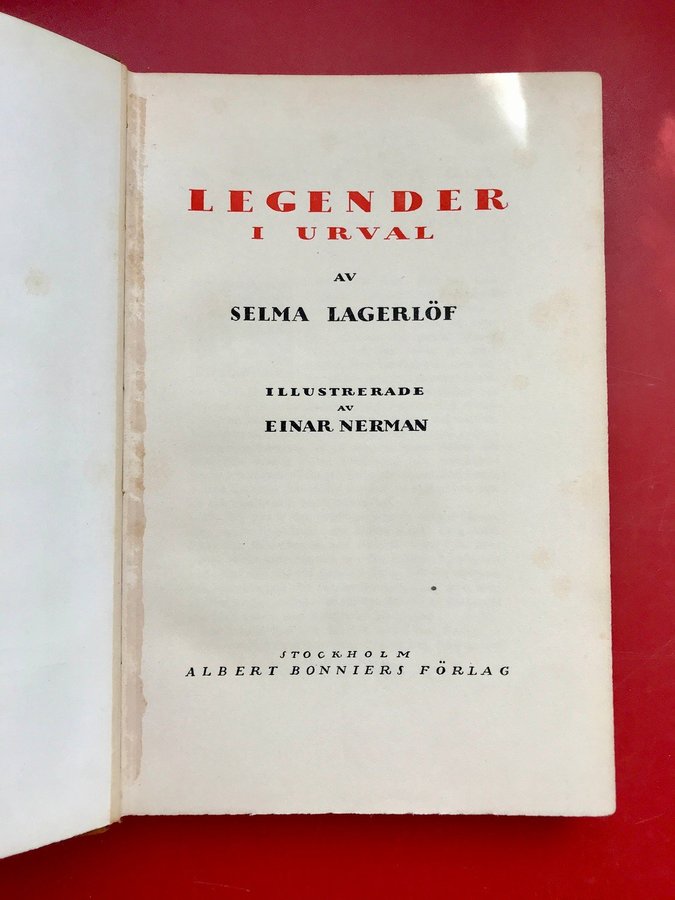 LEGENDER
I URVAL
AV
SELMA LAGERLÖF
ILLUSTRERADE
AV
EINAR NERMAN
STOCKHOLM
ALBERT BONNIERS FÖRLAG